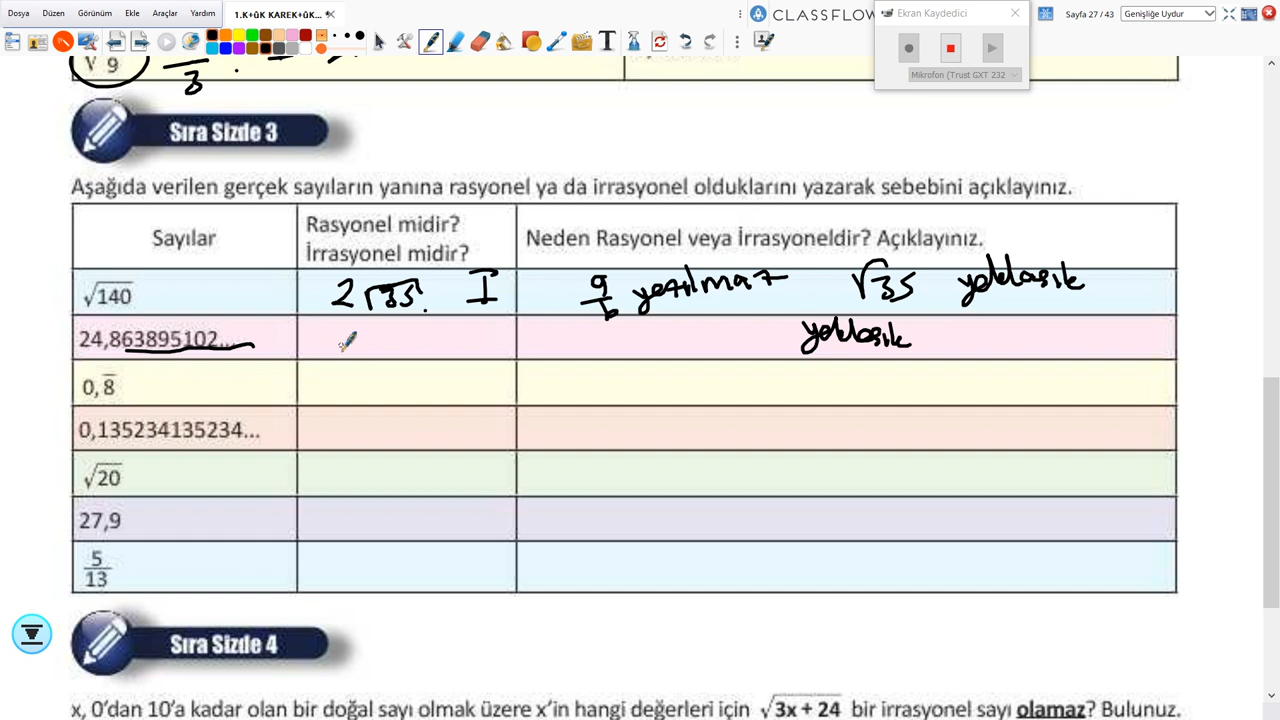 Dosya Düzen Görünüm Ekle Araçlar Yardım
1.K+ûK KAREK+ûK...
CLASSFLOW
Ekran Kaydedici
Sayfa 27 / 43
Genişliğe Uydur
Mikrofon (Trust GXT 232
√9
3
Sıra Sizde 3
Aşağıda verilen gerçek sayıların yanına rasyonel ya da irrasyonel olduklarını yazarak sebebini açıklayınız.
Sayılar
Rasyonel midir?
İrrasyonel midir?
Neden Rasyonel veya İrrasyoneldir? Açıklayınız.
√140
2√35. I
a/b yazılmaz √35 yaklaşık
24,863895102...
yaklaşık
0,8̅
0,135234135234...
√20
27,9
5/13
Sıra Sizde 4
x, 0’dan 10’a kadar olan bir doğal sayı olmak üzere x’in hangi değerleri için √3x + 24 bir irrasyonel sayı olamaz? Bulunuz.